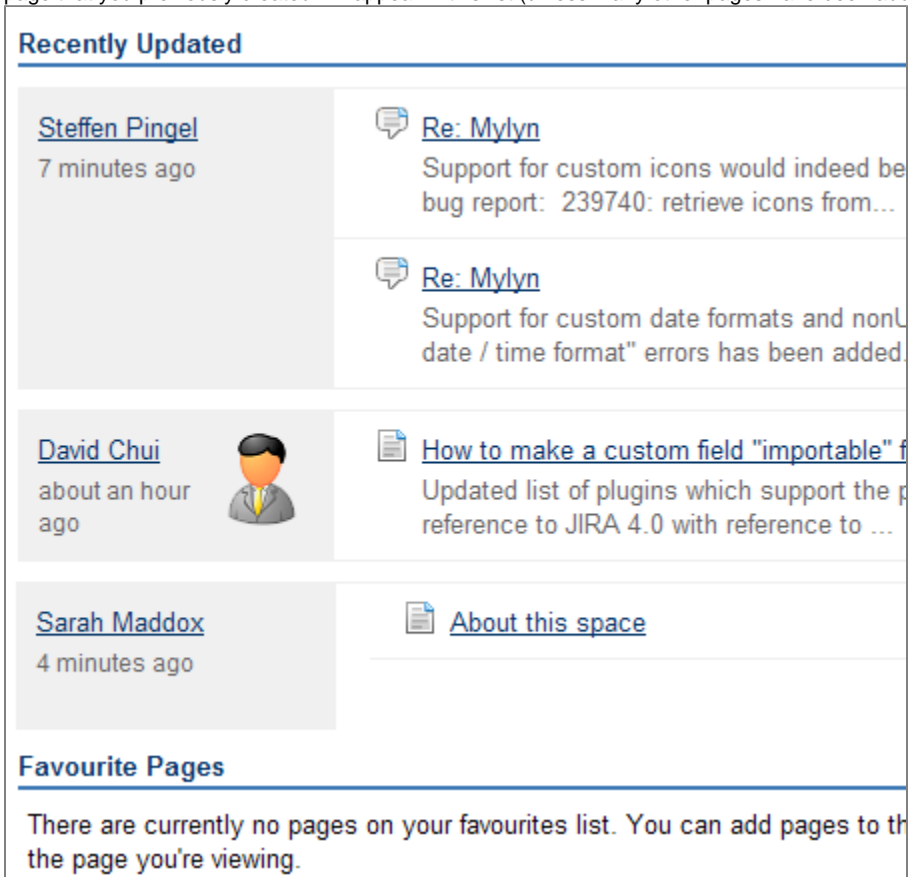 Recently Updated
Steffen Pingel
7 minutes ago
Re: Mylyn
Support for custom icons would indeed be
bug report: 239740: retrieve icons from...
Re: Mylyn
Support for custom date formats and nonU
date / time format" errors has been added.
David Chui
about an hour
ago
How to make a custom field "importable" f
Updated list of plugins which support the p
reference to JIRA 4.0 with reference to ...
Sarah Maddox
4 minutes ago
About this space
Favourite Pages
There are currently no pages on your favourites list. You can add pages to th
the page you're viewing.